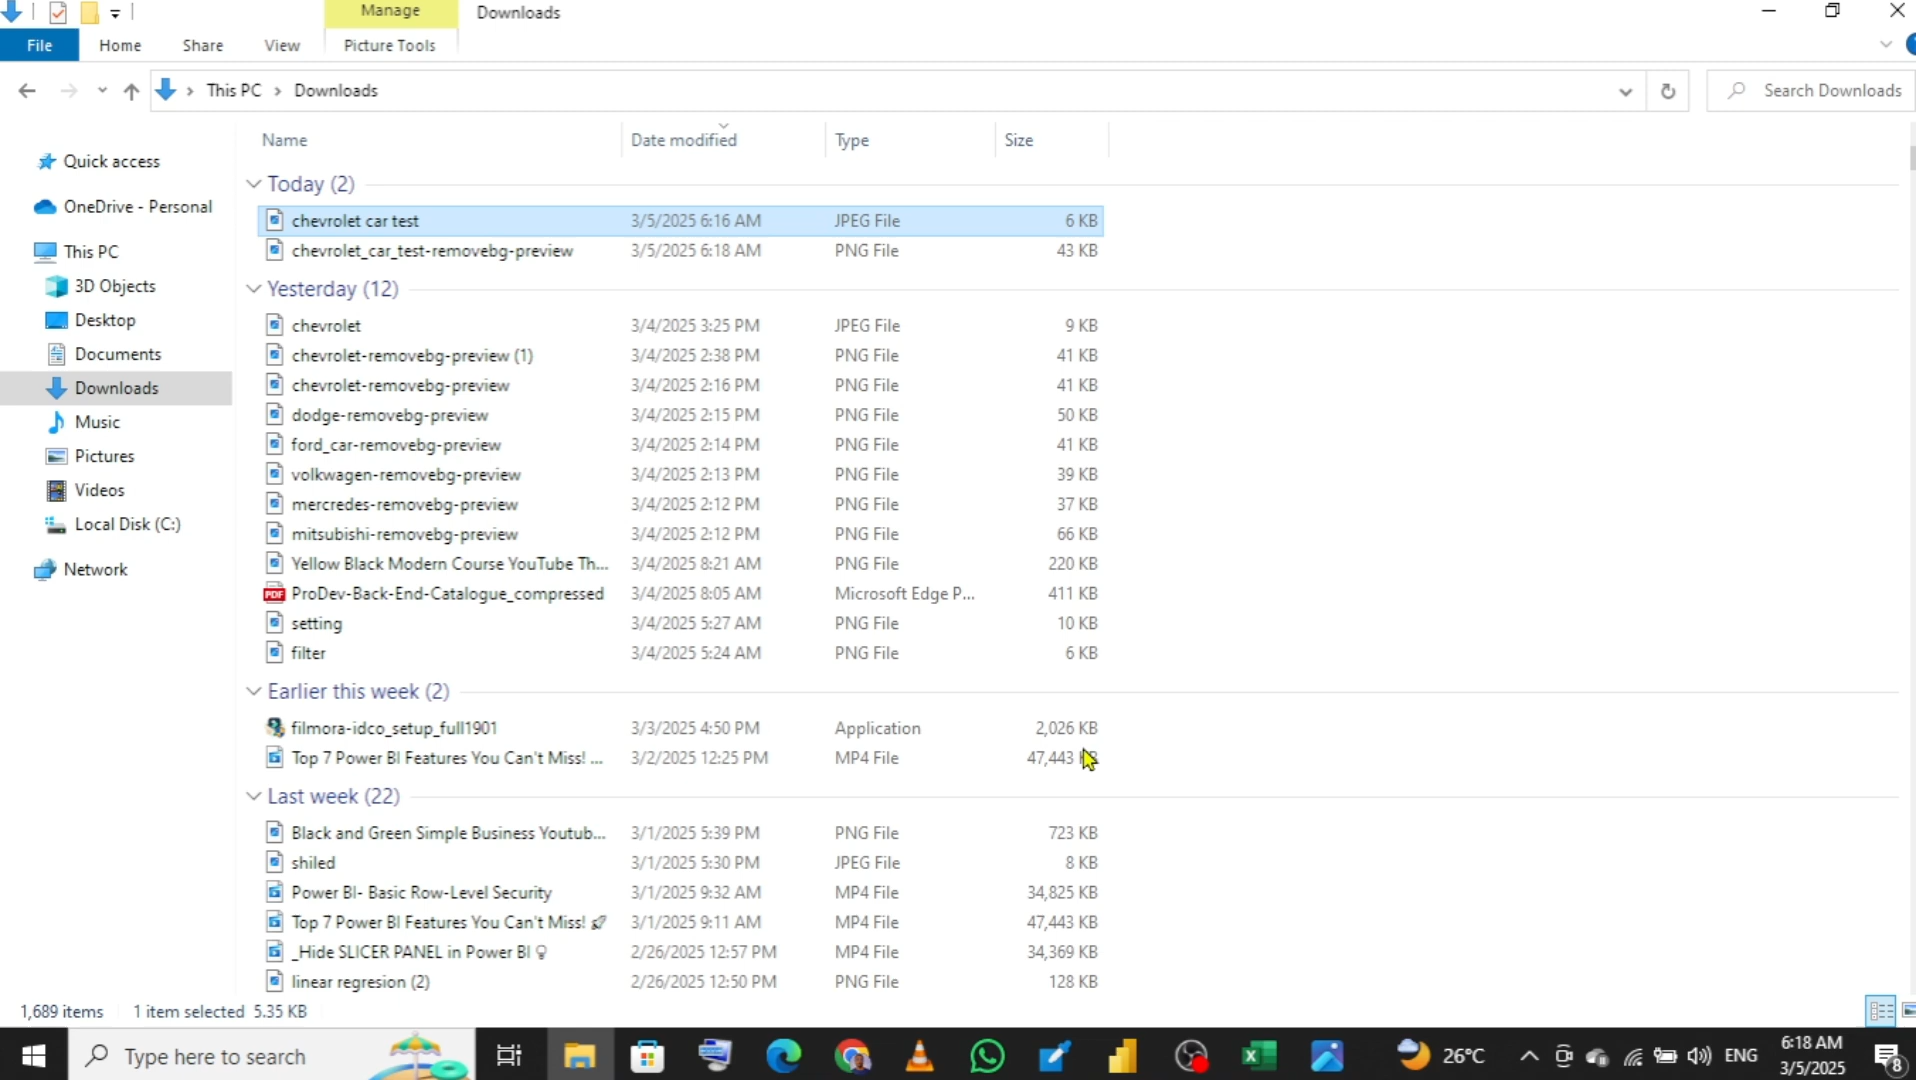 Manage
Downloads
File
Home
Share
View
Picture Tools
This PC
Downloads
Search Downloads
Name
Date modified
Type
Size
Quick access
OneDrive - Personal
This PC
3D Objects
Desktop
Documents
Downloads
Music
Pictures
Videos
Local Disk (C:)
Network
Today (2)
chevrolet car test 3/5/2025 6:16 AM JPEG File 6 KB
chevrolet_car_test-removebg-preview 3/5/2025 6:18 AM PNG File 43 KB
Yesterday (12)
chevrolet 3/4/2025 3:25 PM JPEG File 9 KB
chevrolet-removebg-preview (1) 3/4/2025 2:38 PM PNG File 41 KB
chevrolet-removebg-preview 3/4/2025 2:16 PM PNG File 41 KB
dodge-removebg-preview 3/4/2025 2:15 PM PNG File 50 KB
ford_car-removebg-preview 3/4/2025 2:14 PM PNG File 41 KB
volkwagen-removebg-preview 3/4/2025 2:13 PM PNG File 39 KB
mercredes-removebg-preview 3/4/2025 2:12 PM PNG File 37 KB
mitsubishi-removebg-preview 3/4/2025 2:12 PM PNG File 66 KB
Yellow Black Modern Course YouTube Th... 3/4/2025 8:21 AM PNG File 220 KB
PDF ProDev-Back-End-Catalogue_compressed 3/4/2025 8:05 AM Microsoft Edge P... 411 KB
setting 3/4/2025 5:27 AM PNG File 10 KB
filter 3/4/2025 5:24 AM PNG File 6 KB
Earlier this week (2)
filmora-idco_setup_full1901 3/3/2025 4:50 PM Application 2,026 KB
Top 7 Power BI Features You Can't Miss! ... 3/2/2025 12:25 PM MP4 File 47,443 KB
Last week (22)
Black and Green Simple Business Youtub... 3/1/2025 5:39 PM PNG File 723 KB
shiled 3/1/2025 5:30 PM JPEG File 8 KB
Power BI- Basic Row-Level Security 3/1/2025 9:32 AM MP4 File 34,825 KB
Top 7 Power BI Features You Can't Miss! 🚀 3/1/2025 9:11 AM MP4 File 47,443 KB
_Hide SLICER PANEL in Power BI 💡 2/26/2025 12:57 PM MP4 File 34,369 KB
linear regresion (2) 2/26/2025 12:50 PM PNG File 128 KB
1,689 items 1 item selected 5.35 KB
Type here to search
26°C
ENG
6:18 AM
3/5/2025
8